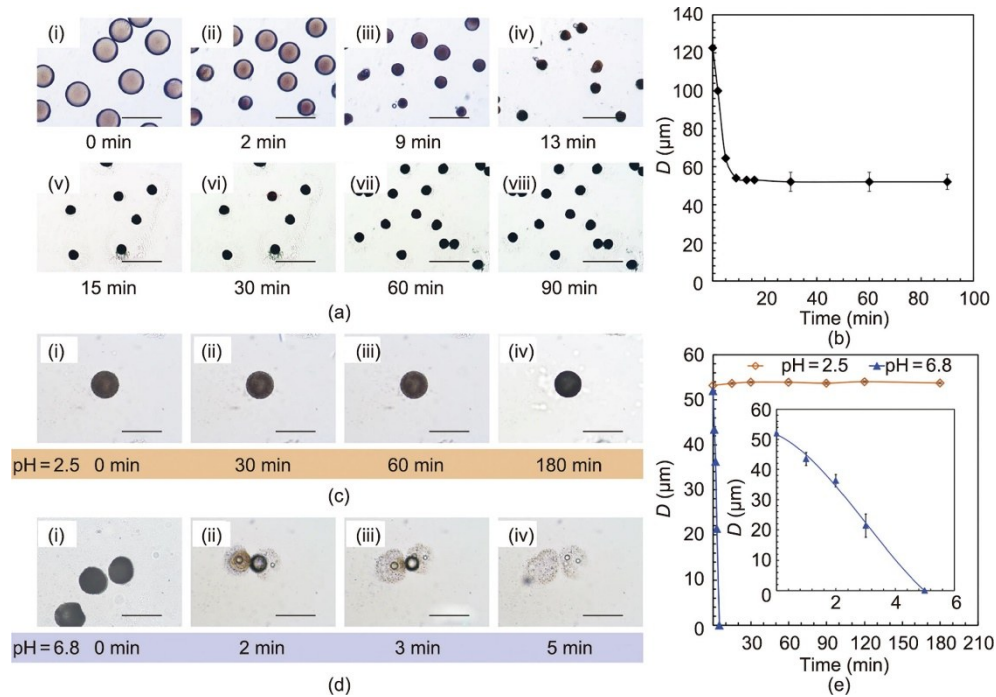 (i) (ii) (iii) (iv)
0 min 2 min 9 min 13 min
(v) (vi) (vii) (viii)
15 min 30 min 60 min 90 min
(a)
140
120
100
80
60
40
20
0
D (μm)
20 40 60 80 100
Time (min)
(b)
(i) (ii) (iii) (iv)
pH = 2.5 0 min 30 min 60 min 180 min
(c)
(i) (ii) (iii) (iv)
pH = 6.8 0 min 2 min 3 min 5 min
(d)
60
50
40
30
20
10
0
D (μm)
pH = 2.5 pH = 6.8
60
50
40
30
20
10
0
D (μm)
2 4 6
30 60 90 120 150 180 210
Time (min)
(e)